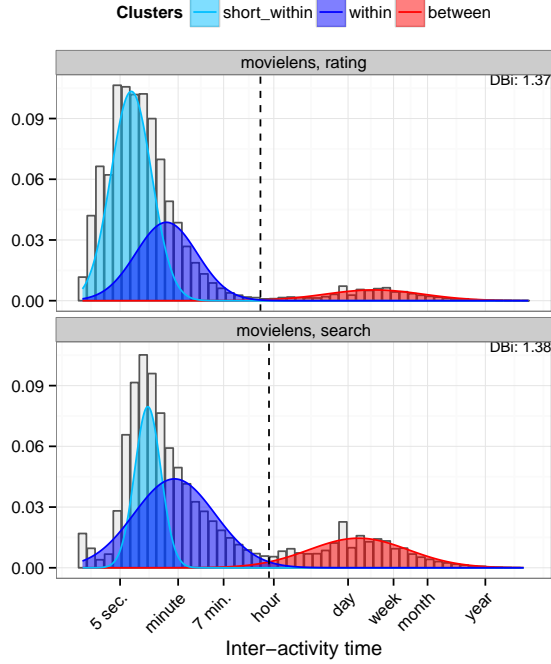 Clusters short_within within between
movielens, rating
DBi: 1.37
0.09
0.06
0.03
0.00
movielens, search
DBi: 1.38
0.09
0.06
0.03
0.00
5 sec. minute 7 min. hour day week month year
Inter−activity time